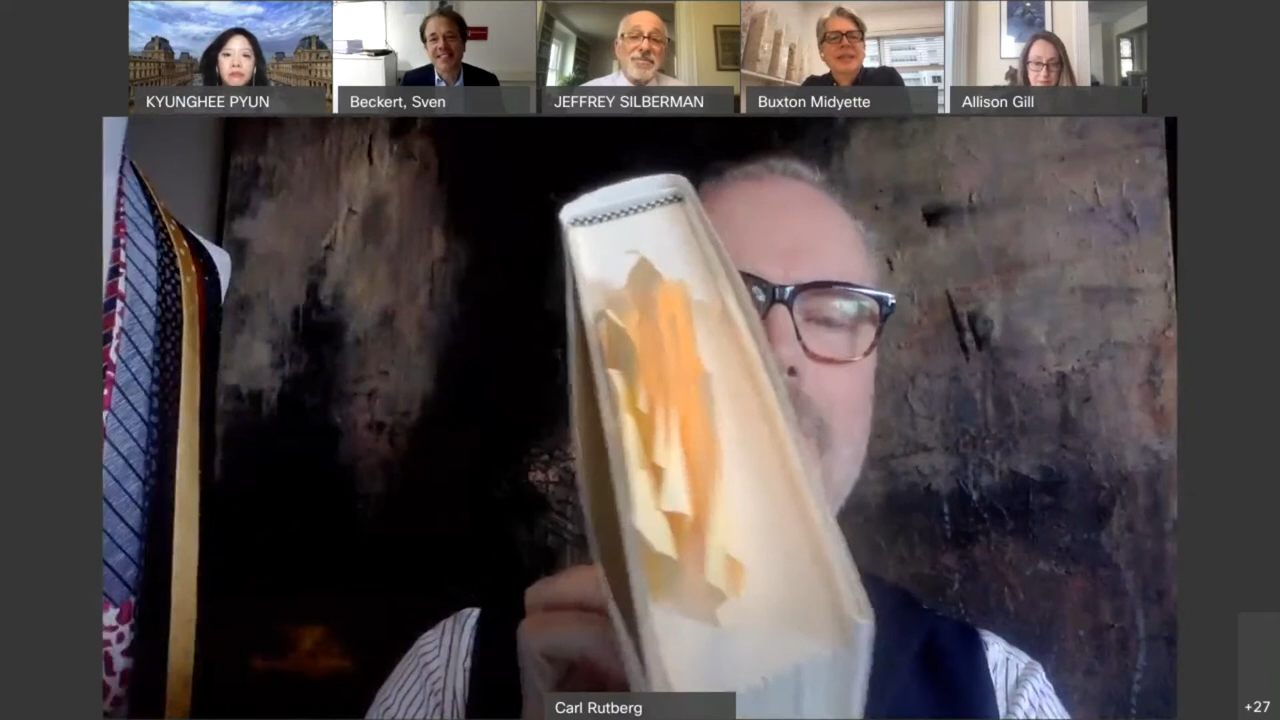 KYUNGHEE PYUN
Beckert, Sven
JEFFREY SILBERMAN
Buxton Midyette
Allison Gill
Carl Rutberg
+27